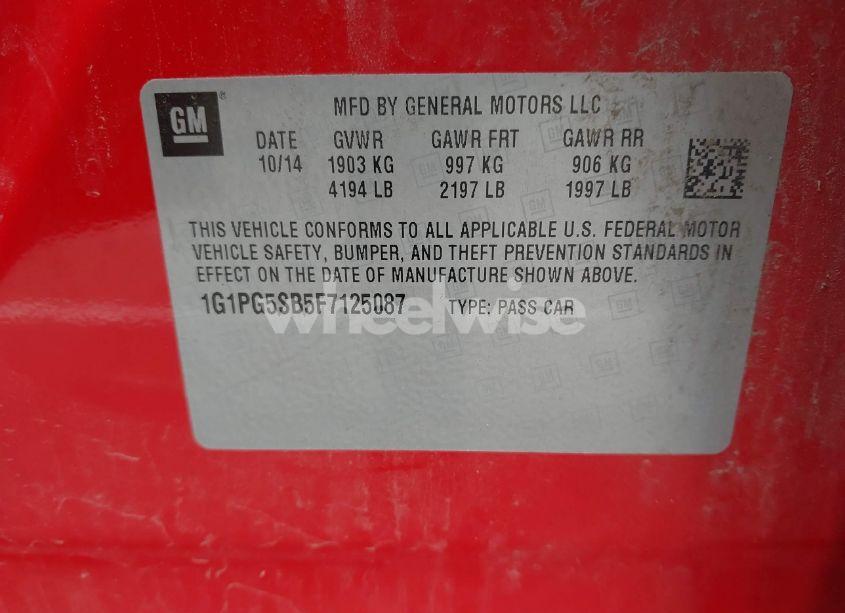 GM
MFD BY GENERAL MOTORS LLC
DATE GVWR GAWR FRT GAWR RR
10/14 1903 KG 997 KG 906 KG
4194 LB 2197 LB 1997 LB
THIS VEHICLE CONFORMS TO ALL APPLICABLE U.S. FEDERAL MOTOR
VEHICLE SAFETY, BUMPER, AND THEFT PREVENTION STANDARDS IN
EFFECT ON THE DATE OF MANUFACTURE SHOWN ABOVE.
1G1PG5SB5F7125087 TYPE: PASS CAR
wheelwise